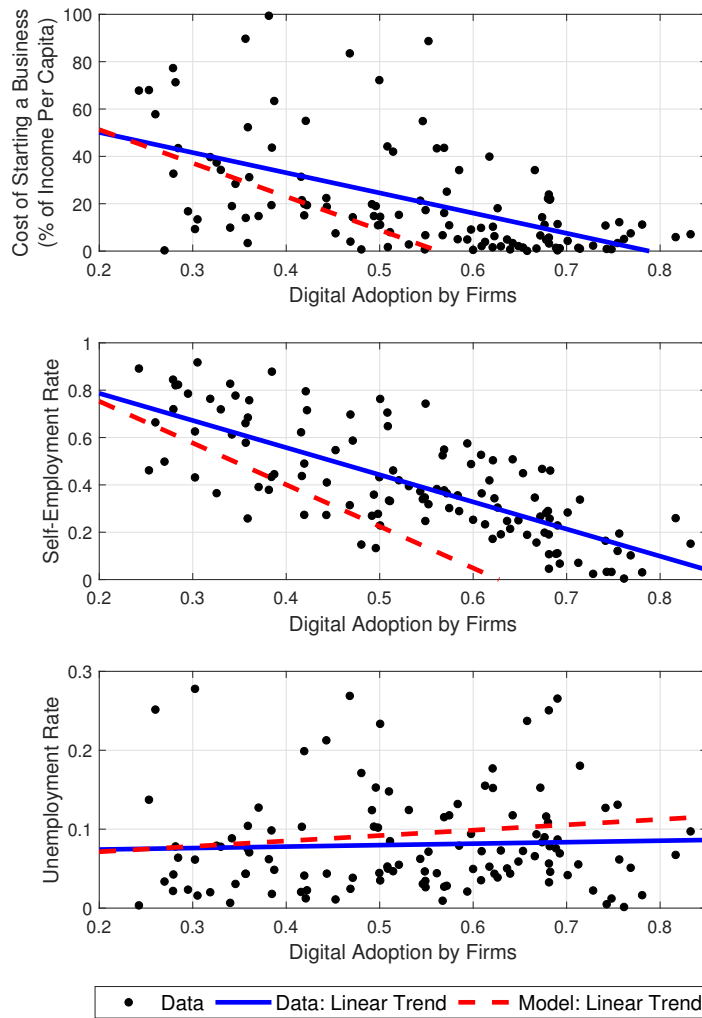 Cost of Starting a Business
(% of Income Per Capita)
100
80
60
40
20
0
0.2 0.3 0.4 0.5 0.6 0.7 0.8
Digital Adoption by Firms
Self-Employment Rate
1
0.8
0.6
0.4
0.2
0
0.2 0.3 0.4 0.5 0.6 0.7 0.8
Digital Adoption by Firms
Unemployment Rate
0.3
0.2
0.1
0
0.2 0.3 0.4 0.5 0.6 0.7 0.8
Digital Adoption by Firms
Data Data: Linear Trend Model: Linear Trend